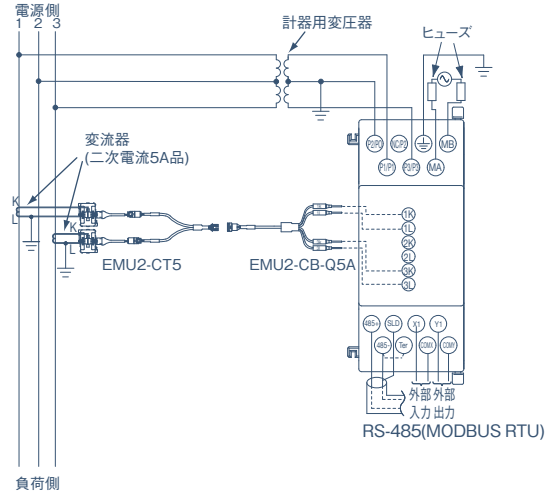 電源側
1 2 3
計器用変圧器
ヒューズ
P2/P0 NC/P2 MB
P1/P1 P3/P2 MA
変流器
(二次電流5A品)
K
L
K
L
EMU2-CT5
EMU2-CB-Q5A
1K
1L
2K
2L
3K
3L
485+ SLD X1 Y1
485- Ter COMX COMY
外部 外部
入力 出力
RS-485(MODBUS RTU)
負荷側